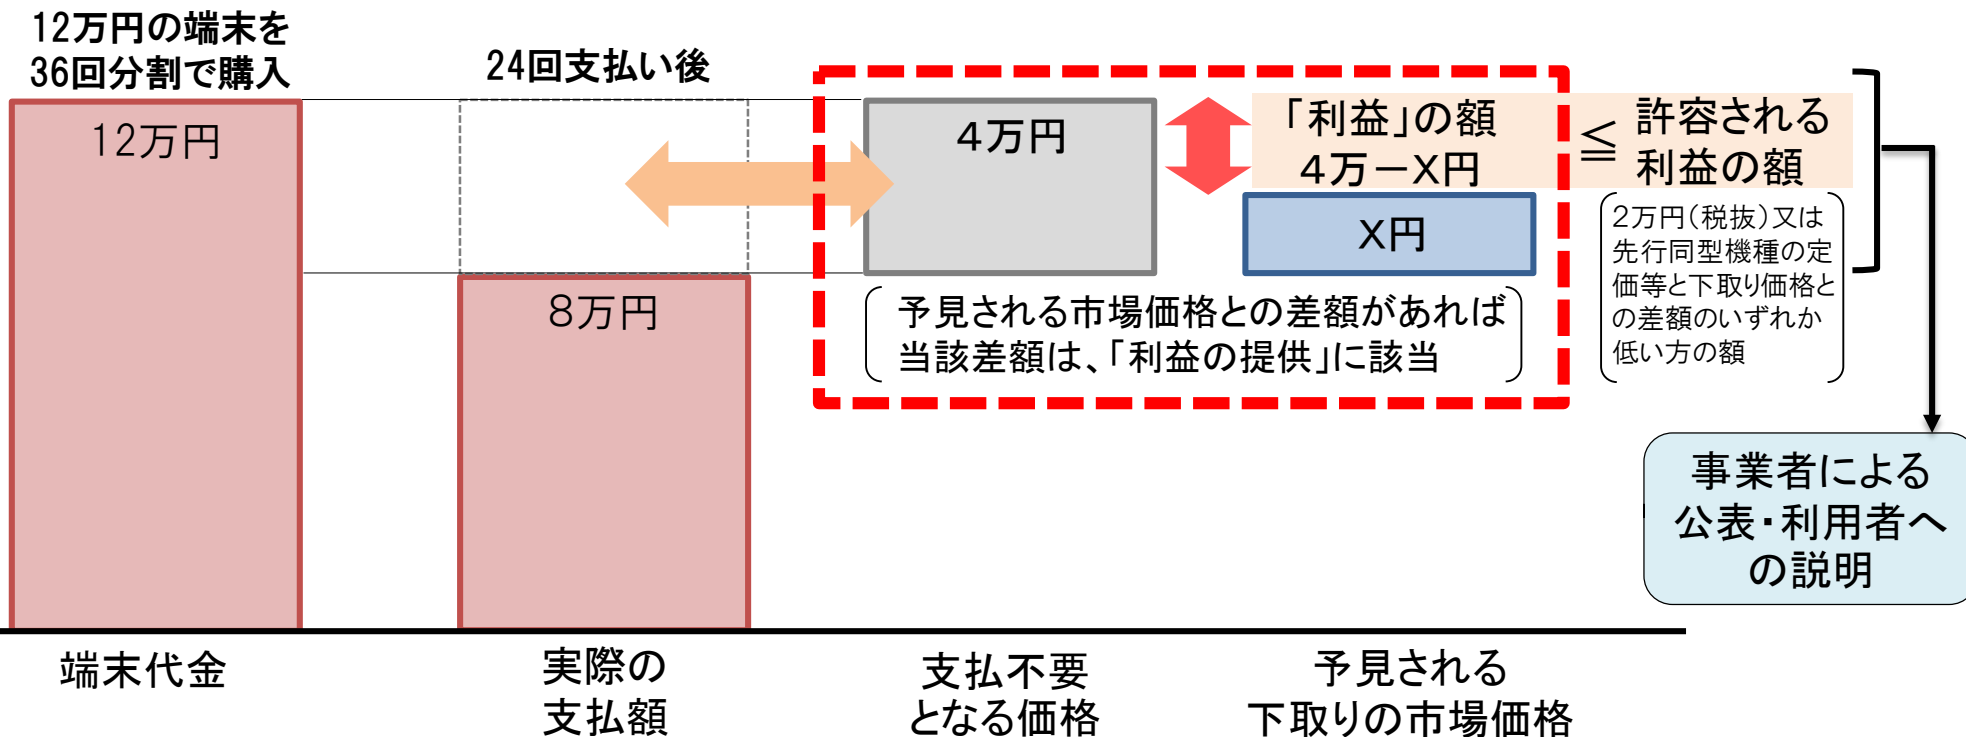 12万円の端末を
36回分割で購入
24回支払い後
12万円
8万円
4万円
「利益」の額
4万－X円
≦
許容される
利益の額
X円
2万円（税抜）又は
先行同型機種の定
価等と下取り価格と
の差額のいずれか
低い方の額
予見される市場価格との差額があれば
当該差額は、「利益の提供」に該当
事業者による
公表・利用者へ
の説明
端末代金
実際の
支払額
支払不要
となる価格
予見される
下取りの市場価格